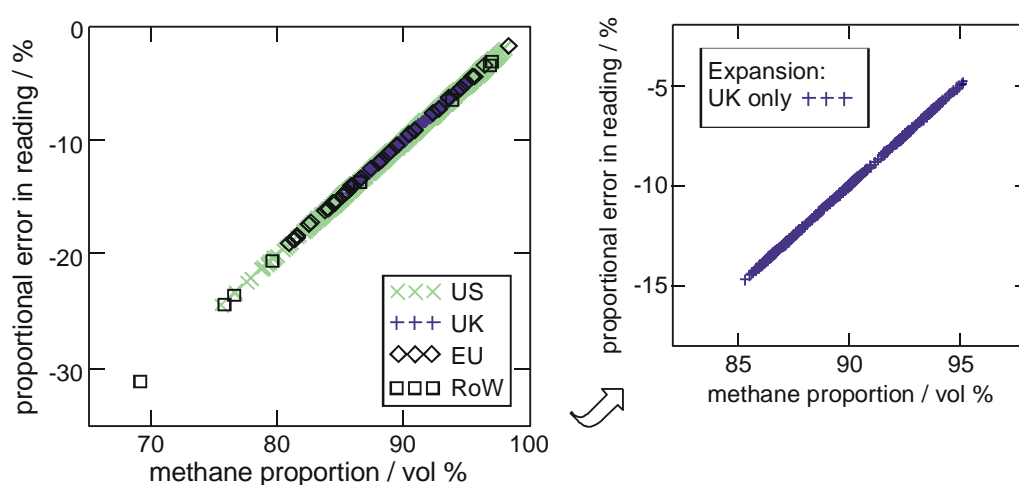 proportional error in reading / %
0
-10
-20
-30
70
80
90
100
methane proportion / vol %
US
UK
EU
RoW
proportional error in reading / %
-5
-10
-15
85
90
95
methane proportion / vol %
Expansion:
UK only